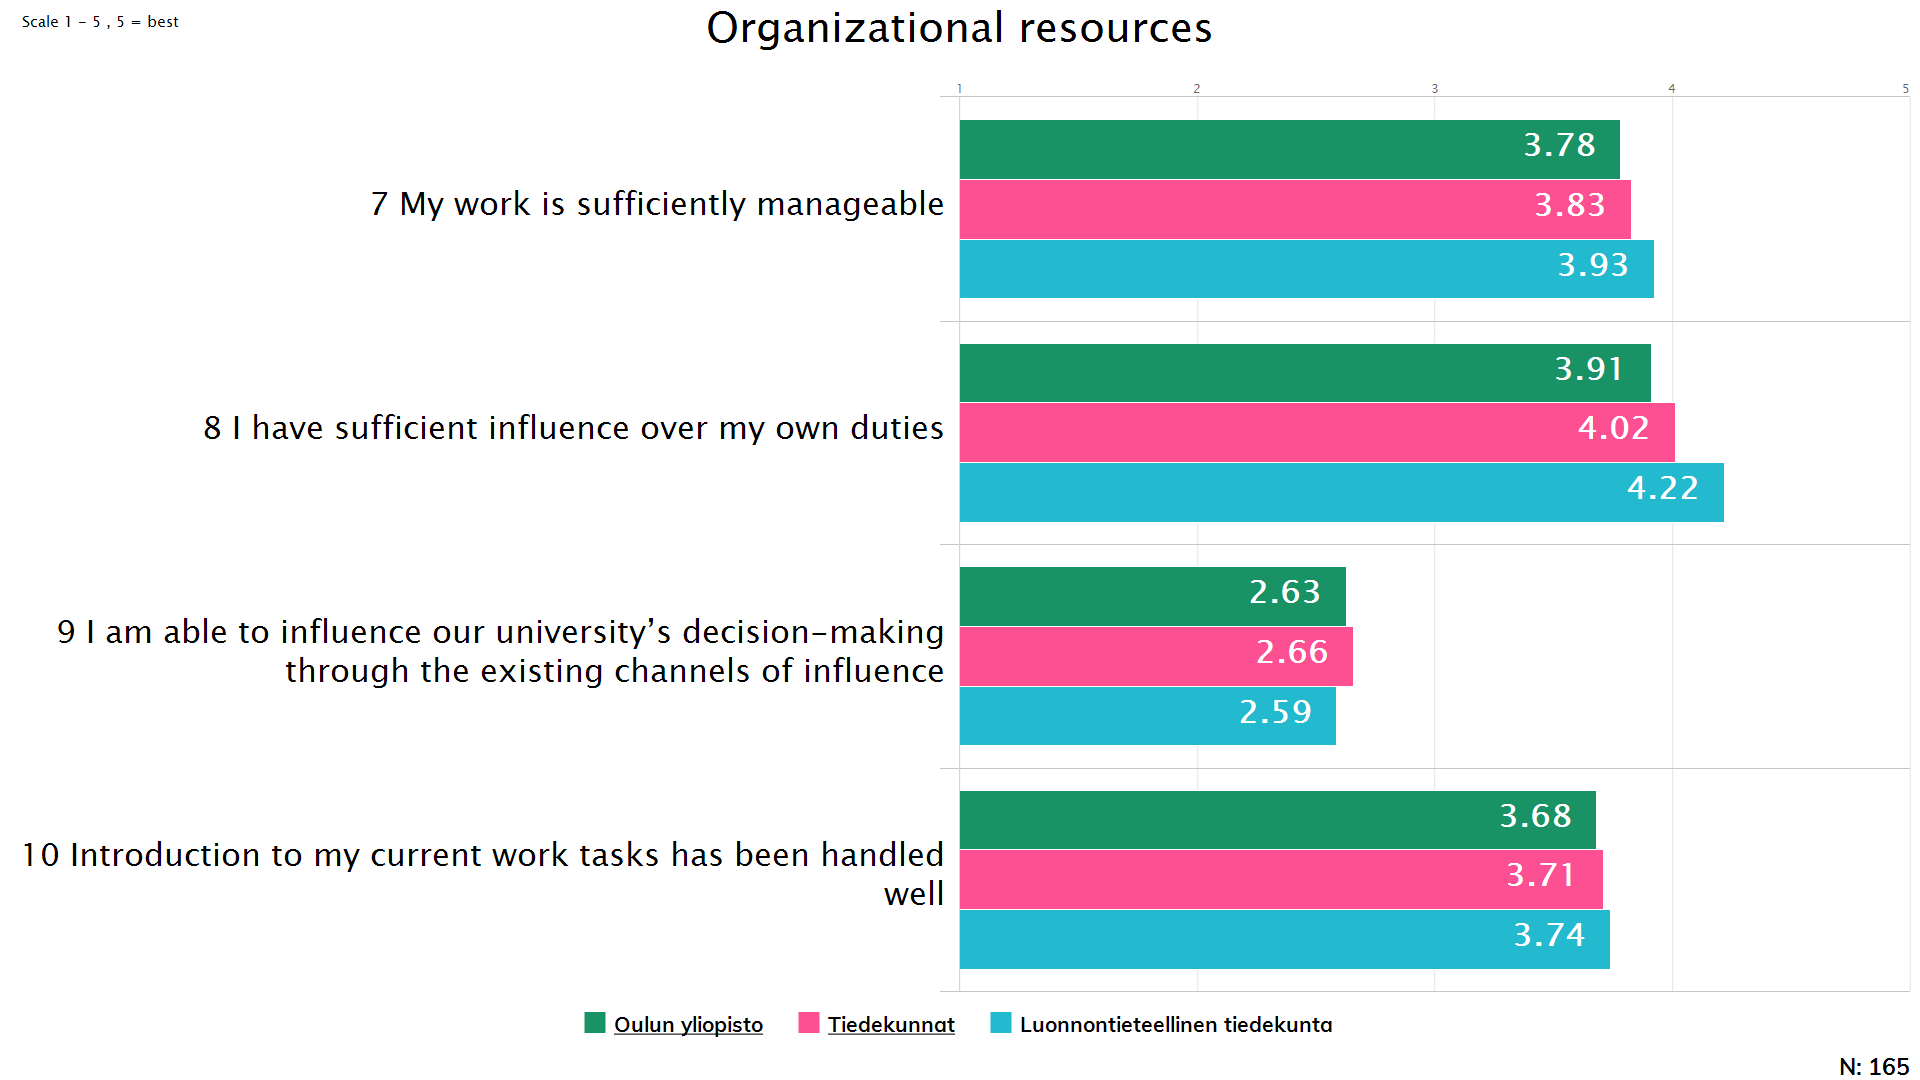 Scale 1 - 5 , 5 = best
Organizational resources
1 2 3 4 5
7 My work is sufficiently manageable
3.78
3.83
3.93
8 I have sufficient influence over my own duties
3.91
4.02
4.22
9 I am able to influence our university’s decision-making
through the existing channels of influence
2.63
2.66
2.59
10 Introduction to my current work tasks has been handled
well
3.68
3.71
3.74
Oulun yliopisto Tiedekunnat Luonnontieteellinen tiedekunta
N: 165